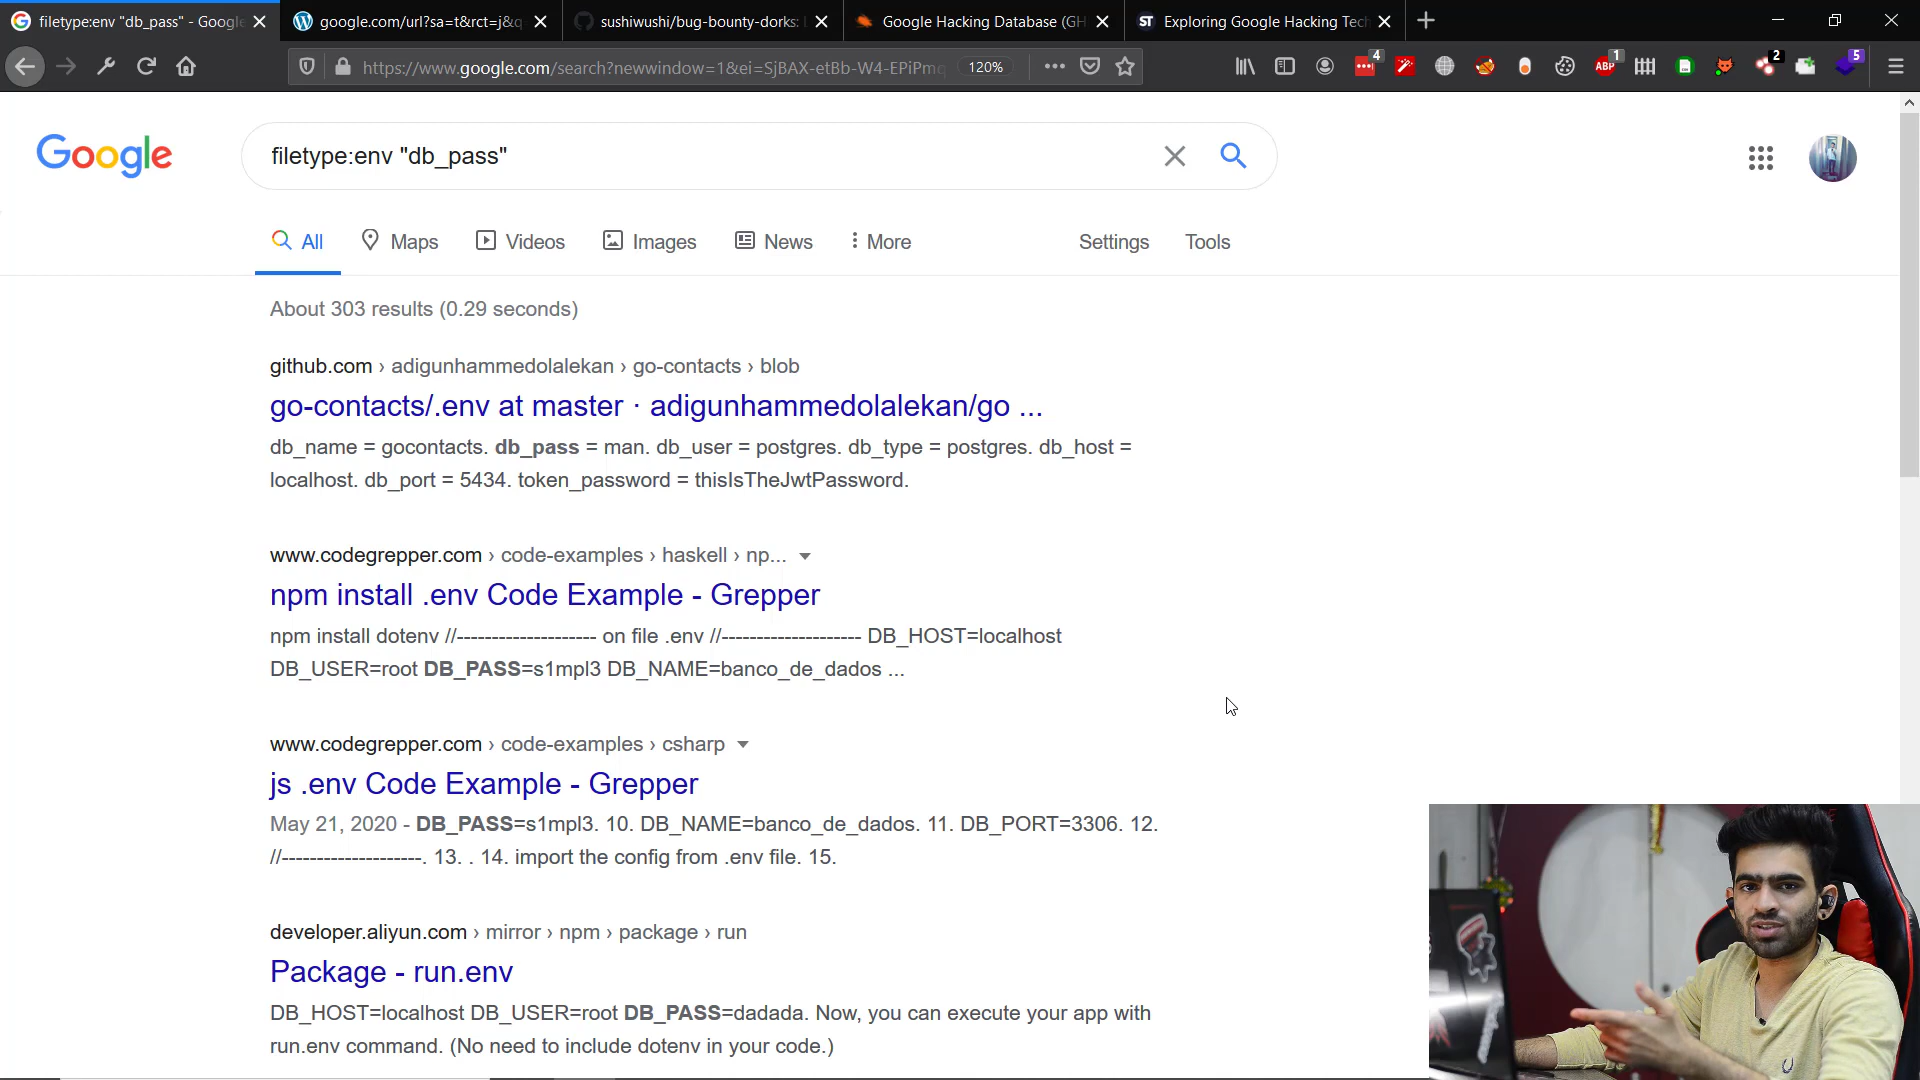 filetype:env "db_pass" - Google
google.com/url?sa=t&rct=j&q
sushiwushi/bug-bounty-dorks:
Google Hacking Database (GH
ST
Exploring Google Hacking Tech
https://www.google.com/search?newwindow=1&ei=SjBAX-etBb-W4-EPiPmq
120%
4
ABP
1
2
5
Google
filetype:env "db_pass"
All
Maps
Videos
Images
News
More
Settings
Tools
About 303 results (0.29 seconds)
github.com › adigunhammedolalekan › go-contacts › blob
go-contacts/.env at master · adigunhammedolalekan/go ...
db_name = gocontacts. db_pass = man. db_user = postgres. db_type = postgres. db_host =
localhost. db_port = 5434. token_password = thisIsTheJwtPassword.
www.codegrepper.com › code-examples › haskell › np...
npm install .env Code Example - Grepper
npm install dotenv //-------------------- on file .env //-------------------- DB_HOST=localhost
DB_USER=root DB_PASS=s1mpl3 DB_NAME=banco_de_dados ...
www.codegrepper.com › code-examples › csharp
js .env Code Example - Grepper
May 21, 2020 - DB_PASS=s1mpl3. 10. DB_NAME=banco_de_dados. 11. DB_PORT=3306. 12.
//--------------------. 13. . 14. import the config from .env file. 15.
developer.aliyun.com › mirror › npm › package › run
Package - run.env
DB_HOST=localhost DB_USER=root DB_PASS=dadada. Now, you can execute your app with
run.env command. (No need to include dotenv in your code.)